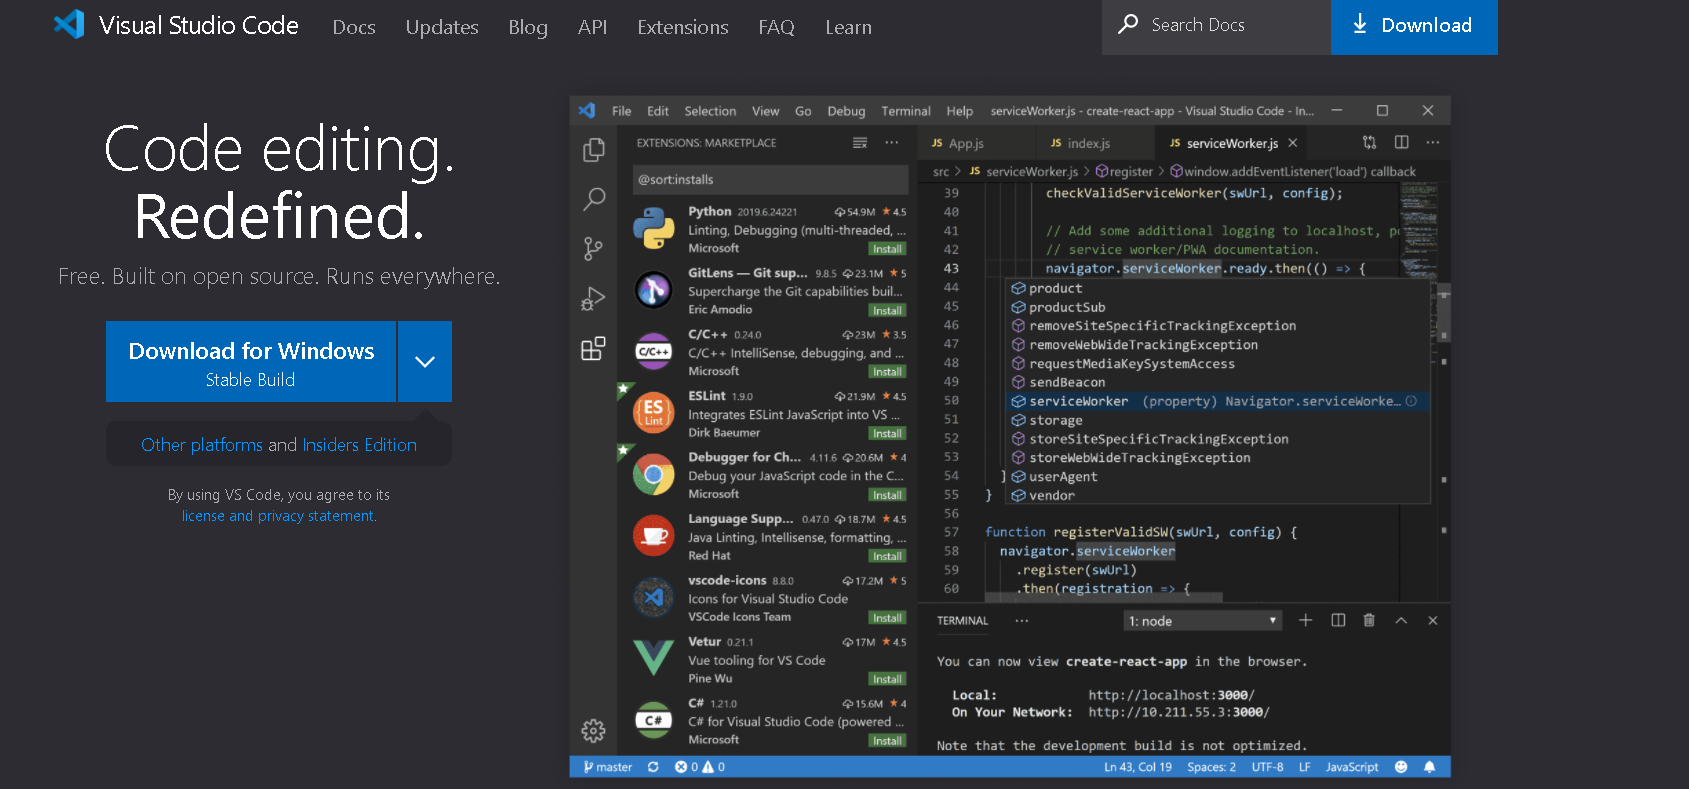 Visual Studio Code Docs Updates Blog API Extensions FAQ Learn Search Docs Download
Code editing.
Redefined.
Free. Built on open source. Runs everywhere.
Download for Windows
Stable Build
Other platforms and Insiders Edition
By using VS Code, you agree to its
license and privacy statement.
File Edit Selection View Go Debug Terminal Help serviceWorker.js - create-react-app - Visual Studio Code - In...
EXTENSIONS: MARKETPLACE
@sort:installs
Python 2019.6.24221 54.9M ★ 4.5
Linting, Debugging (multi-threaded, ...
Microsoft Install
GitLens — Git sup... 9.8.5 23.1M ★ 5
Supercharge the Git capabilities buil...
Eric Amodio Install
C/C++
C/C++ 0.24.0 23M ★ 3.5
C/C++ IntelliSense, debugging, and ...
Microsoft Install
ES
Lint
ESLint 1.9.0 21.9M ★ 4.5
Integrates ESLint JavaScript into VS ...
Dirk Baeumer Install
Debugger for Ch... 4.11.6 20.6M ★ 4
Debug your JavaScript code in the C...
Microsoft Install
Language Supp... 0.47.0 18.7M ★ 4.5
Java Linting, Intellisense, formatting, ...
Red Hat Install
vscode-icons 8.8.0 17.2M ★ 5
Icons for Visual Studio Code
VSCode Icons Team Install
Vetur 0.21.1 17M ★ 4.5
Vue tooling for VS Code
Pine Wu Install
C#
C# 1.21.0 15.6M ★ 4
C# for Visual Studio Code (powered ...
Microsoft Install
JS App.js JS index.js JS serviceWorker.js
src > JS serviceWorker.js > register > window.addEventListener('load') callback
39 checkValidServiceWorker(swUrl, config);
40
41 // Add some additional logging to localhost, p
42 // service worker/PWA documentation.
43 navigator.serviceWorker.ready.then(() => {
44 product
45 productSub
46 removeSiteSpecificTrackingException
47 removeWebWideTrackingException
48 requestMediaKeySystemAccess
49 sendBeacon
50 serviceWorker (property) Navigator.serviceWorke...
51 storage
52 storeSiteSpecificTrackingException
53 storeWebWideTrackingException
54 } userAgent
55 } vendor
56
57 function registerValidSW(swUrl, config) {
58 navigator.serviceWorker
59 .register(swUrl)
60 .then(registration => {
TERMINAL ... 1: node
You can now view create-react-app in the browser.
Local: http://localhost:3000/
On Your Network: http://10.211.55.3:3000/
Note that the development build is not optimized.
master 0 0 Ln 43, Col 19 Spaces: 2 UTF-8 LF JavaScript